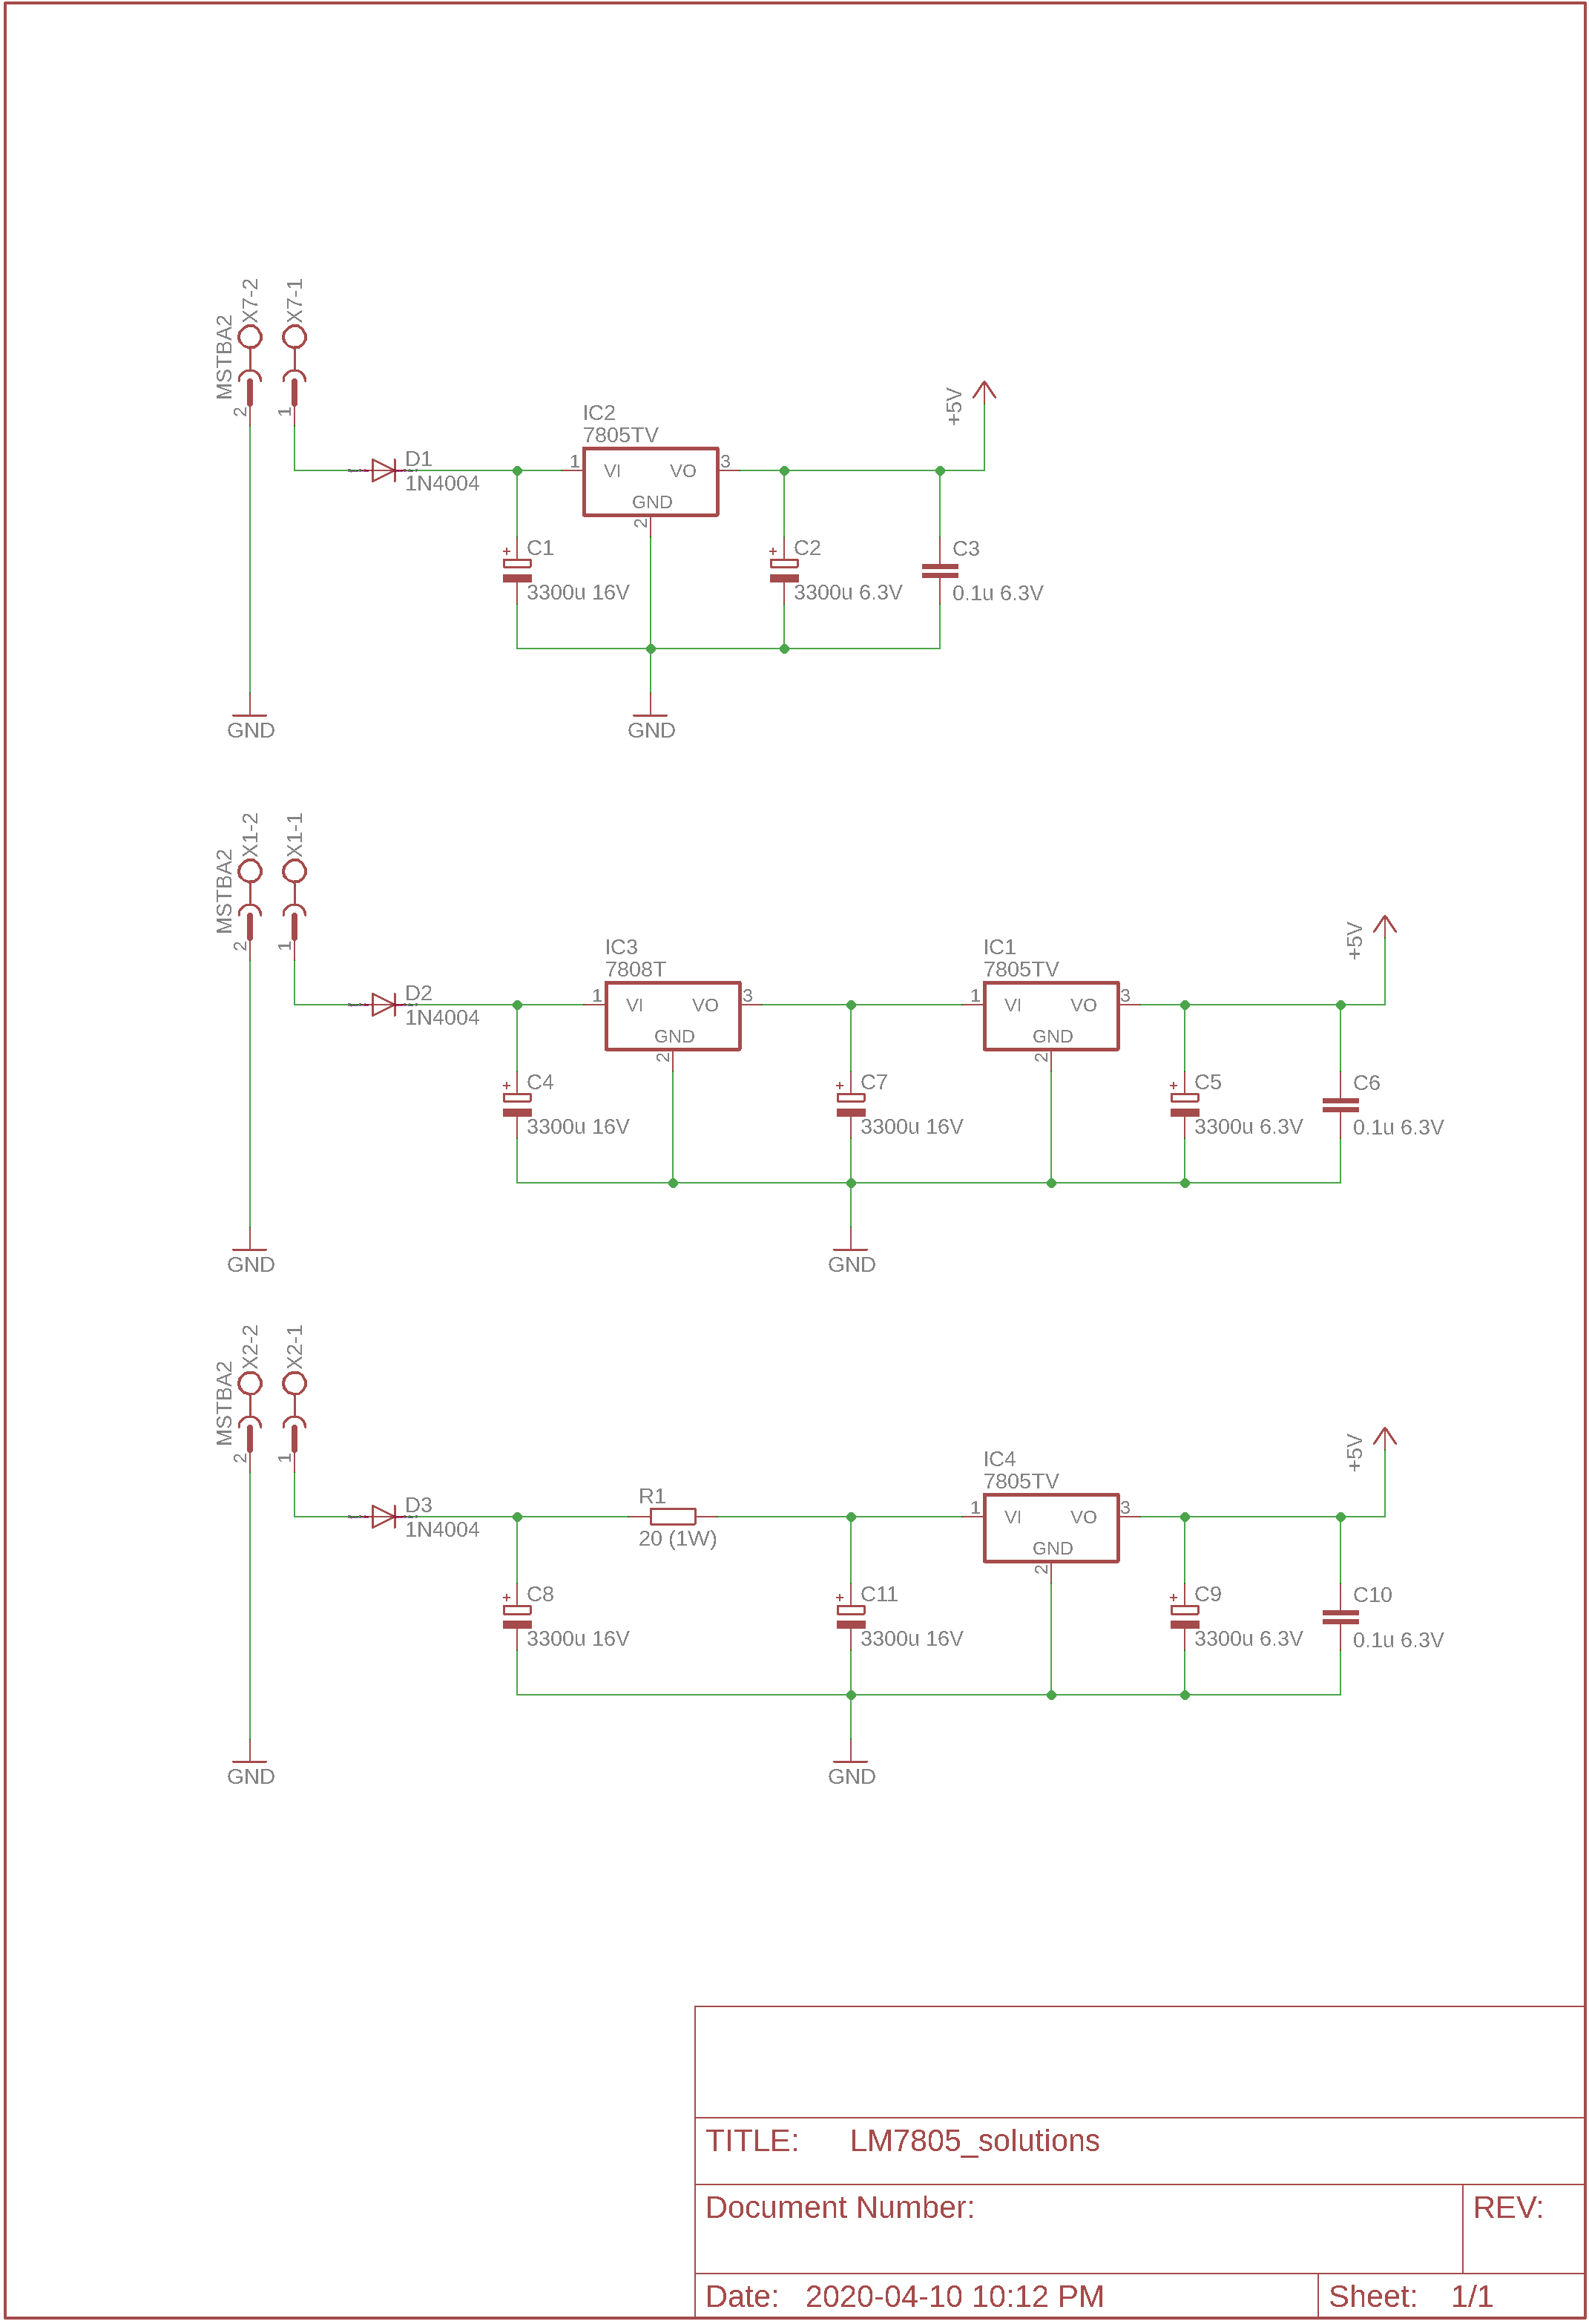 MSTBA2
X7-2
X7-1
2
1
D1
1N4004
IC2
7805TV
1
VI
VO
3
GND
2
+5V
+
C1
3300u 16V
+
C2
3300u 6.3V
C3
0.1u 6.3V
GND
GND
MSTBA2
X1-2
X1-1
2
1
D2
1N4004
IC3
7808T
1
VI
VO
3
GND
2
IC1
7805TV
1
VI
VO
3
GND
2
+5V
+
C4
3300u 16V
+
C7
3300u 16V
+
C5
3300u 6.3V
C6
0.1u 6.3V
GND
GND
MSTBA2
X2-2
X2-1
2
1
D3
1N4004
R1
20 (1W)
IC4
7805TV
1
VI
VO
3
GND
2
+5V
+
C8
3300u 16V
+
C11
3300u 16V
+
C9
3300u 6.3V
C10
0.1u 6.3V
GND
GND
TITLE: LM7805_solutions
Document Number:
REV:
Date: 2020-04-10 10:12 PM
Sheet: 1/1